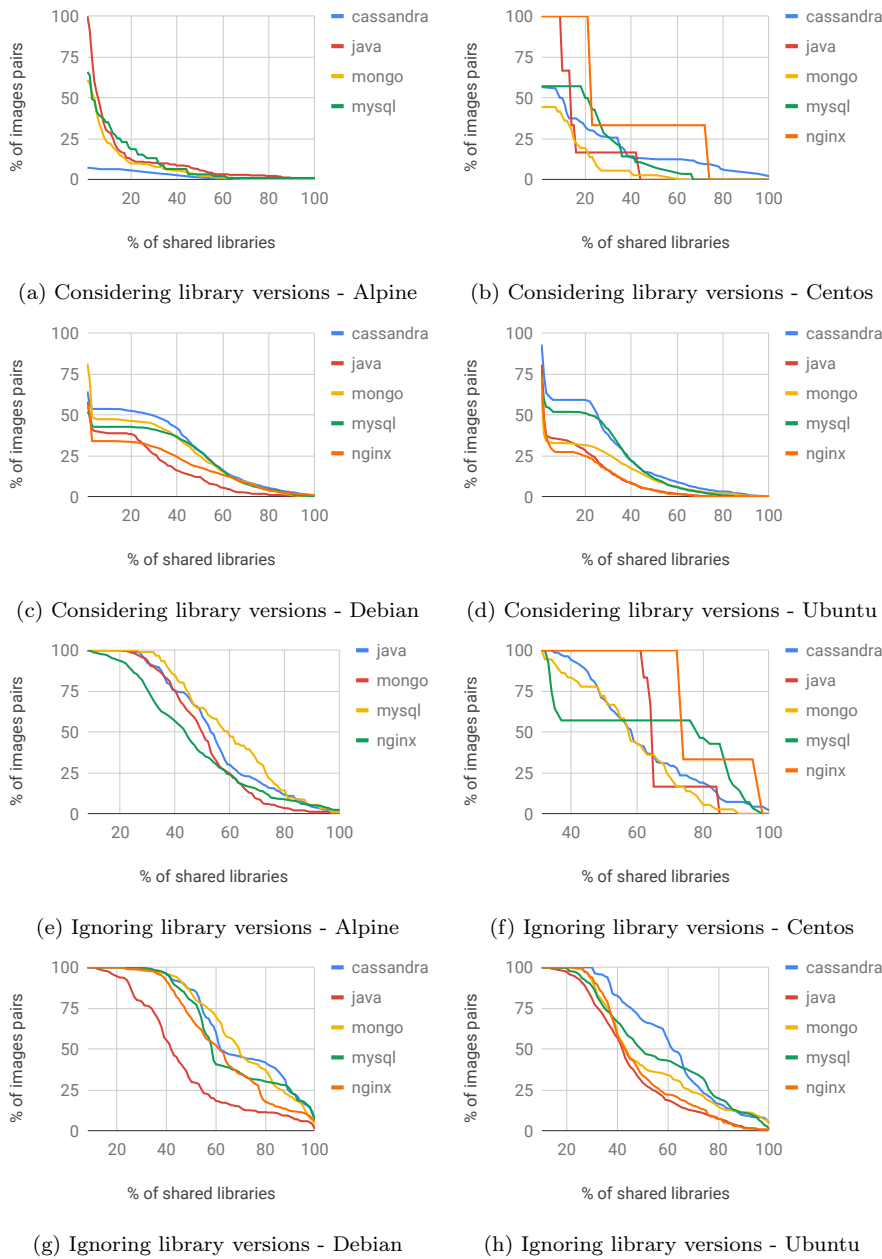 100
75
50
25
0
% of images pairs
20 40 60 80 100
% of shared libraries
cassandra
java
mongo
mysql
(a) Considering library versions - Alpine
100
75
50
25
0
% of images pairs
20 40 60 80 100
% of shared libraries
cassandra
java
mongo
mysql
nginx
(b) Considering library versions - Centos
100
75
50
25
0
% of images pairs
20 40 60 80 100
% of shared libraries
cassandra
java
mongo
mysql
nginx
(c) Considering library versions - Debian
100
75
50
25
0
% of images pairs
20 40 60 80 100
% of shared libraries
cassandra
java
mongo
mysql
nginx
(d) Considering library versions - Ubuntu
100
75
50
25
0
% of images pairs
20 40 60 80 100
% of shared libraries
java
mongo
mysql
nginx
(e) Ignoring library versions - Alpine
100
75
50
25
0
% of images pairs
40 60 80 100
% of shared libraries
cassandra
java
mongo
mysql
nginx
(f) Ignoring library versions - Centos
100
75
50
25
0
% of images pairs
20 40 60 80 100
% of shared libraries
cassandra
java
mongo
mysql
nginx
(g) Ignoring library versions - Debian
100
75
50
25
0
% of images pairs
20 40 60 80 100
% of shared libraries
cassandra
java
mongo
mysql
nginx
(h) Ignoring library versions - Ubuntu